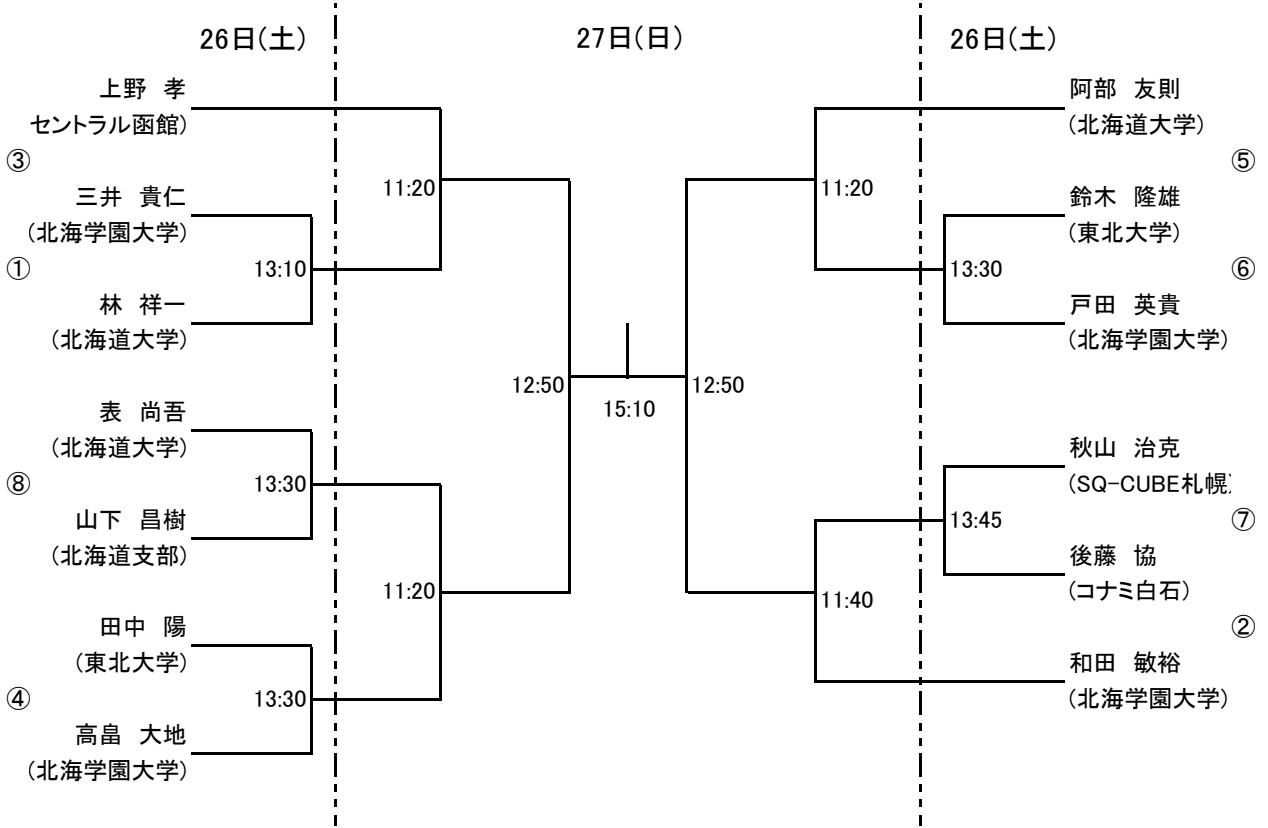 26日(土)
27日(日)
26日(土)
上野 孝
セントラル函館)
③
三井 貴仁
(北海学園大学)
①
林 祥一
(北海道大学)
13:10
11:20
表 尚吾
(北海道大学)
⑧
山下 昌樹
(北海道支部)
13:30
田中 陽
(東北大学)
④
高畠 大地
(北海学園大学)
13:30
11:20
12:50
15:10
12:50
11:20
阿部 友則
(北海道大学)
⑤
鈴木 隆雄
(東北大学)
13:30
⑥
戸田 英貴
(北海学園大学)
秋山 治克
(SQ-CUBE札幌)
13:45
⑦
後藤 協
(コナミ白石)
11:40
②
和田 敏裕
(北海学園大学)